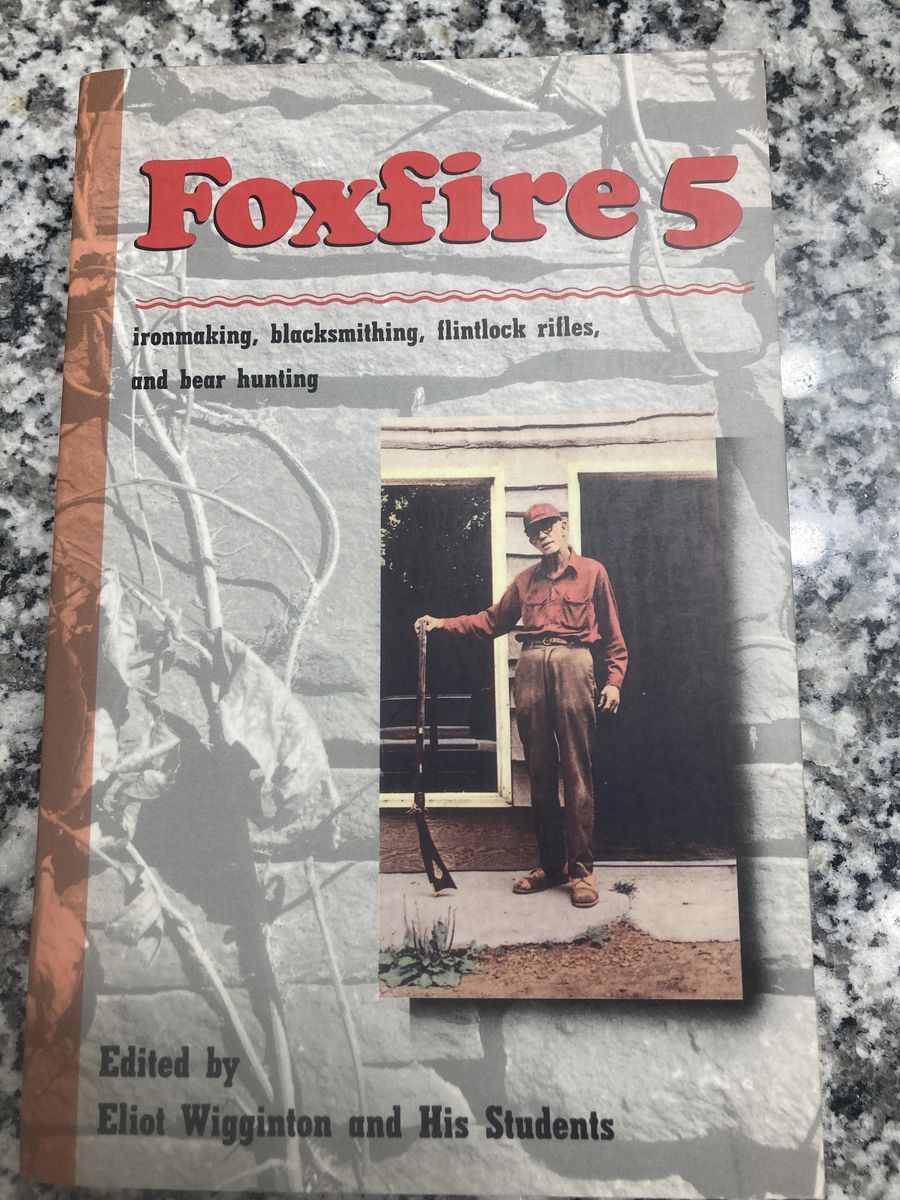 Foxfire 5
ironmaking, blacksmithing, flintlock rifles,
and bear hunting
Edited by
Eliot Wigginton and His Students